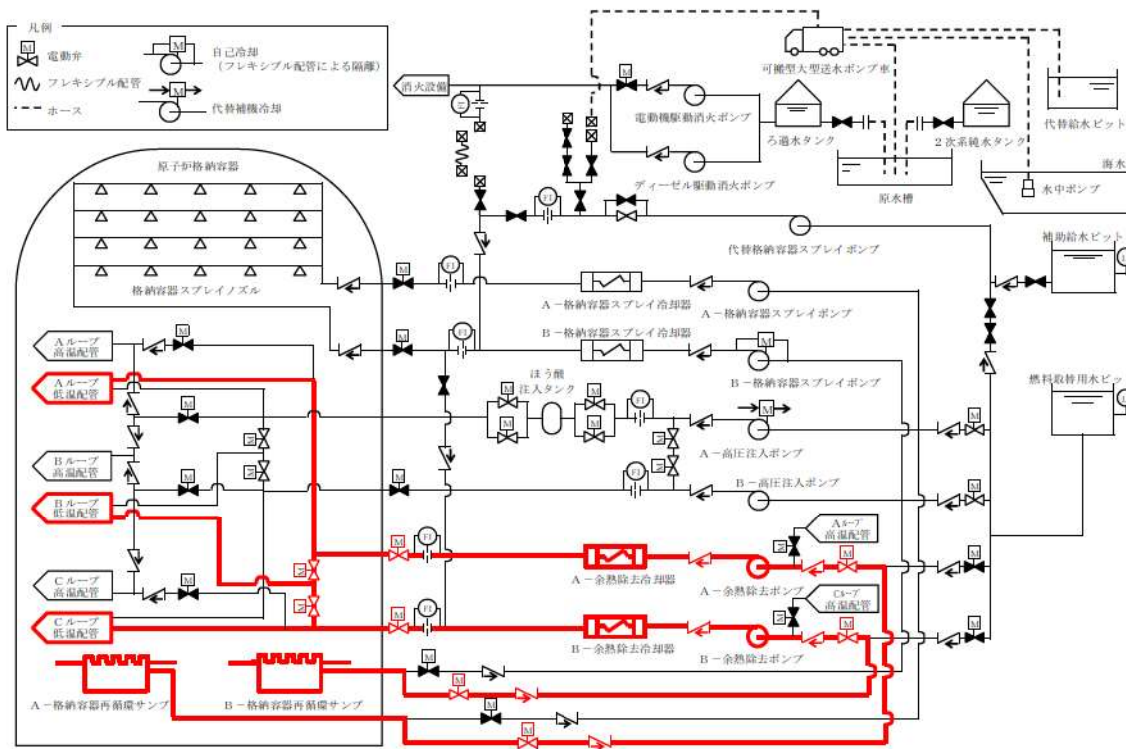 凡例
M
電動弁
フレキシブル配管
ホース
M
自己冷却
(フレキシブル配管による隔離)
M
代替補機冷却
消火設備
FI
M
電動機駆動消火ポンプ
ディーゼル駆動消火ポンプ
可搬型大型送水ポンプ車
ろ過水タンク
2次系純水タンク
原水槽
代替給水ピット
海水
水中ポンプ
原子炉格納容器
格納容器スプレイノズル
FI
代替格納容器スプレイポンプ
補助給水ピット
M
FI
A-格納容器スプレイ冷却器
A-格納容器スプレイポンプ
M
FI
B-格納容器スプレイ冷却器
M
B-格納容器スプレイポンプ
燃料取替用水ピット
Aループ
高温配管
M
Aループ
低温配管
M
ほう酸
注入タンク
M
M
M
M
FI
M
A-高圧注入ポンプ
M
Bループ
高温配管
M
M
M
M
Bループ
低温配管
M
M
FI
M
M
B-高圧注入ポンプ
M
Cループ
高温配管
M
M
M
M
FI
A-余熱除去冷却器
A-余熱除去ポンプ
Aループ
高温配管
M
M
M
Cループ
低温配管
M
FI
B-余熱除去冷却器
B-余熱除去ポンプ
Cループ
高温配管
M
M
M
M
M
M
M
A-格納容器再循環サンプ
B-格納容器再循環サンプ